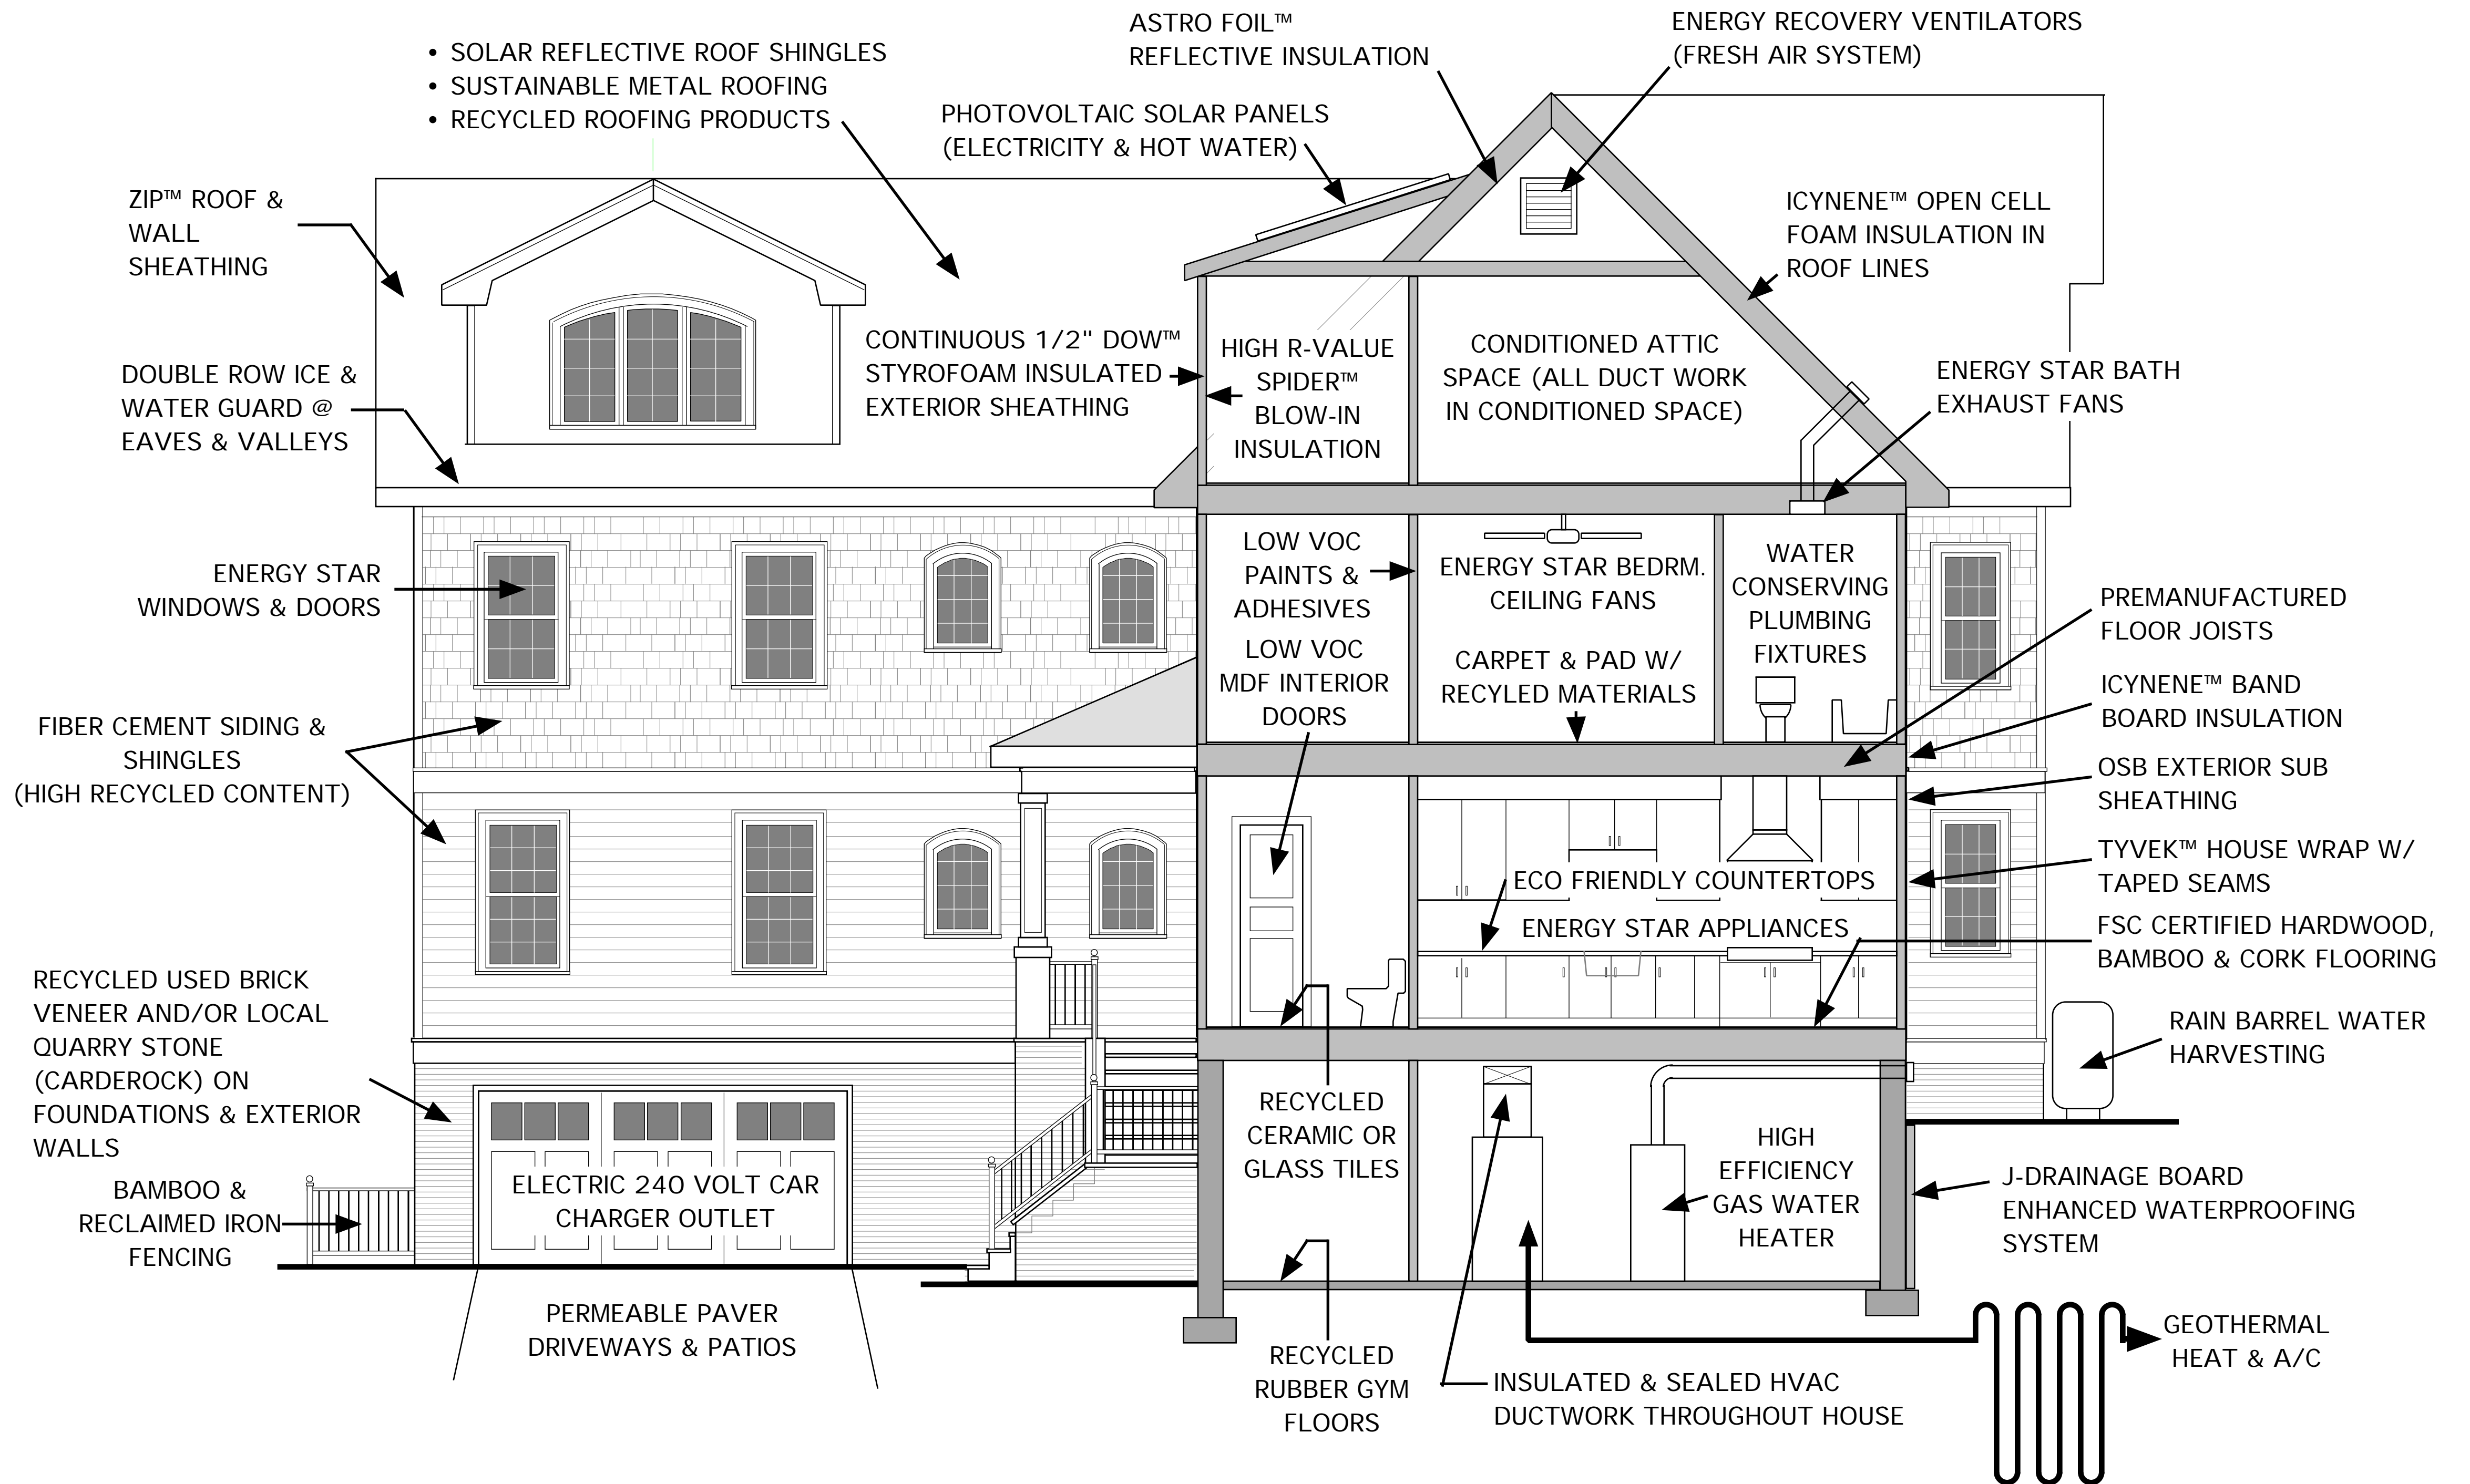 • SOLAR REFLECTIVE ROOF SHINGLES
• SUSTAINABLE METAL ROOFING
• RECYCLED ROOFING PRODUCTS
ASTRO FOIL™
REFLECTIVE INSULATION
ENERGY RECOVERY VENTILATORS
(FRESH AIR SYSTEM)
PHOTOVOLTAIC SOLAR PANELS
(ELECTRICITY & HOT WATER)
ZIP™ ROOF &
WALL
SHEATHING
ICYNENE™ OPEN CELL
FOAM INSULATION IN
ROOF LINES
DOUBLE ROW ICE &
WATER GUARD @
EAVES & VALLEYS
CONTINUOUS 1/2" DOW™
STYROFOAM INSULATED
EXTERIOR SHEATHING
HIGH R-VALUE
SPIDER™
BLOW-IN
INSULATION
CONDITIONED ATTIC
SPACE (ALL DUCT WORK
IN CONDITIONED SPACE)
ENERGY STAR BATH
EXHAUST FANS
ENERGY STAR
WINDOWS & DOORS
LOW VOC
PAINTS &
ADHESIVES
LOW VOC
MDF INTERIOR
DOORS
ENERGY STAR BEDRM.
CEILING FANS
CARPET & PAD W/
RECYLED MATERIALS
WATER
CONSERVING
PLUMBING
FIXTURES
PREMANUFACTURED
FLOOR JOISTS
ICYNENE™ BAND
BOARD INSULATION
FIBER CEMENT SIDING &
SHINGLES
(HIGH RECYCLED CONTENT)
OSB EXTERIOR SUB
SHEATHING
TYVEK™ HOUSE WRAP W/
TAPED SEAMS
ECO FRIENDLY COUNTERTOPS
ENERGY STAR APPLIANCES
FSC CERTIFIED HARDWOOD,
BAMBOO & CORK FLOORING
RECYCLED USED BRICK
VENEER AND/OR LOCAL
QUARRY STONE
(CARDEROCK) ON
FOUNDATIONS & EXTERIOR
WALLS
RAIN BARREL WATER
HARVESTING
RECYCLED
CERAMIC OR
GLASS TILES
HIGH
EFFICIENCY
GAS WATER
HEATER
BAMBOO &
RECLAIMED IRON
FENCING
ELECTRIC 240 VOLT CAR
CHARGER OUTLET
J-DRAINAGE BOARD
ENHANCED WATERPROOFING
SYSTEM
PERMEABLE PAVER
DRIVEWAYS & PATIOS
RECYCLED
RUBBER GYM
FLOORS
INSULATED & SEALED HVAC
DUCTWORK THROUGHOUT HOUSE
GEOTHERMAL
HEAT & A/C